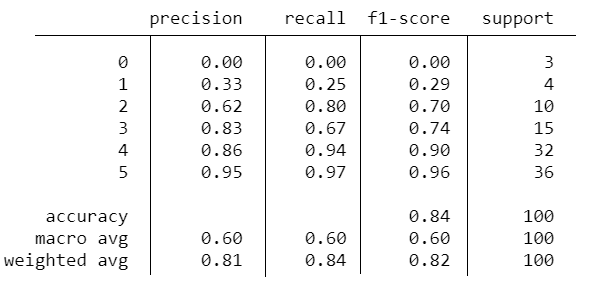 precision recall f1-score support
0 0.00 0.00 0.00 3
1 0.33 0.25 0.29 4
2 0.62 0.80 0.70 10
3 0.83 0.67 0.74 15
4 0.86 0.94 0.90 32
5 0.95 0.97 0.96 36
accuracy 0.84 100
macro avg 0.60 0.60 0.60 100
weighted avg 0.81 0.84 0.82 100